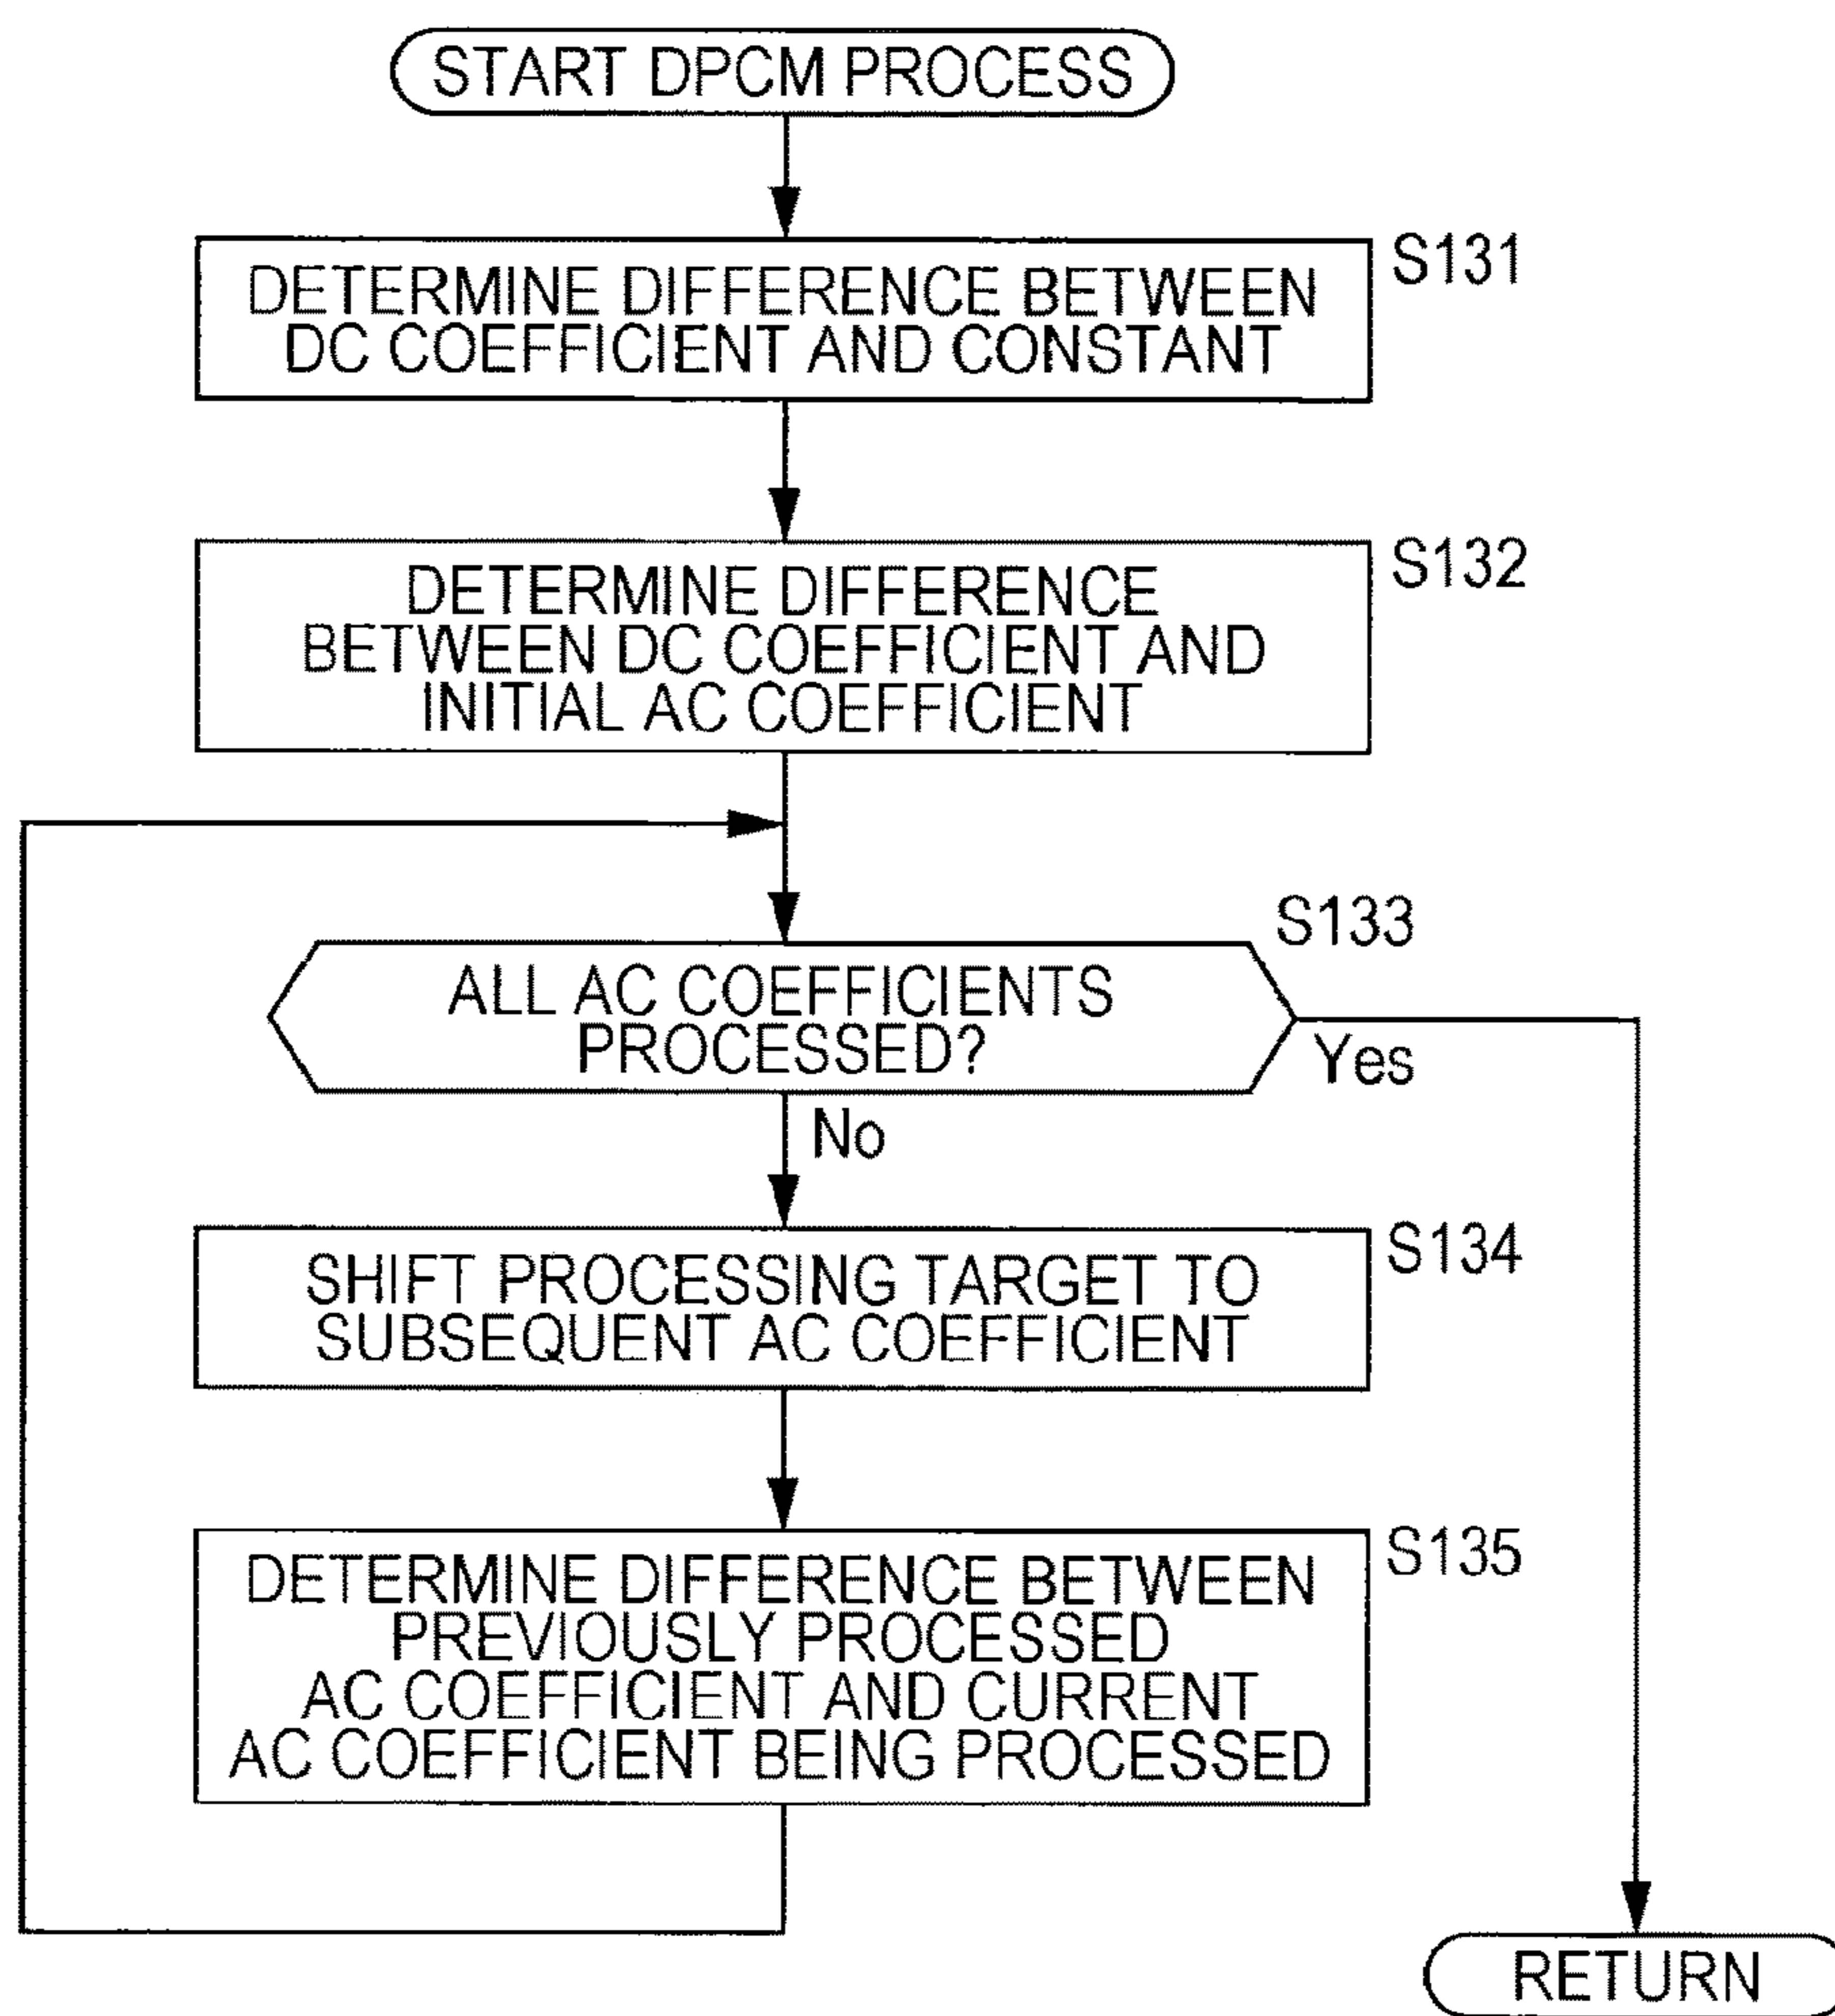 START DPCM PROCESS
S131
DETERMINE DIFFERENCE BETWEEN
DC COEFFICIENT AND CONSTANT
S132
DETERMINE DIFFERENCE
BETWEEN DC COEFFICIENT AND
INITIAL AC COEFFICIENT
S133
ALL AC COEFFICIENTS
PROCESSED?
Yes
No
S134
SHIFT PROCESSING TARGET TO
SUBSEQUENT AC COEFFICIENT
S135
DETERMINE DIFFERENCE BETWEEN
PREVIOUSLY PROCESSED
AC COEFFICIENT AND CURRENT
AC COEFFICIENT BEING PROCESSED
RETURN